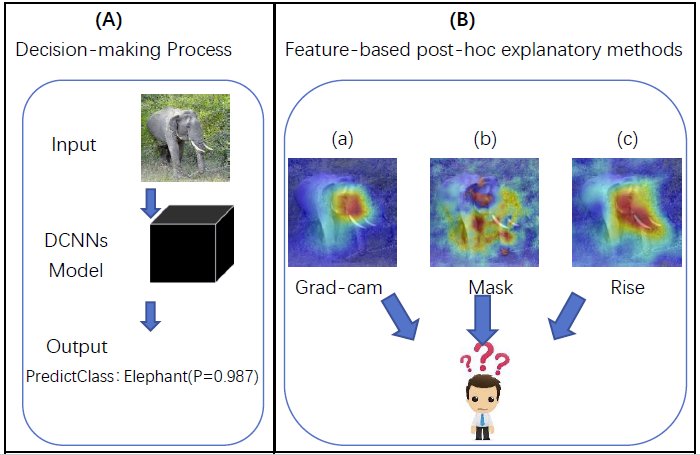 (A)
Decision-making Process
Input
DCNNs
Model
Output
PredictClass: Elephant(P=0.987)
(B)
Feature-based post-hoc explanatory methods
(a)
(b)
(c)
Grad-cam
Mask
Rise
???